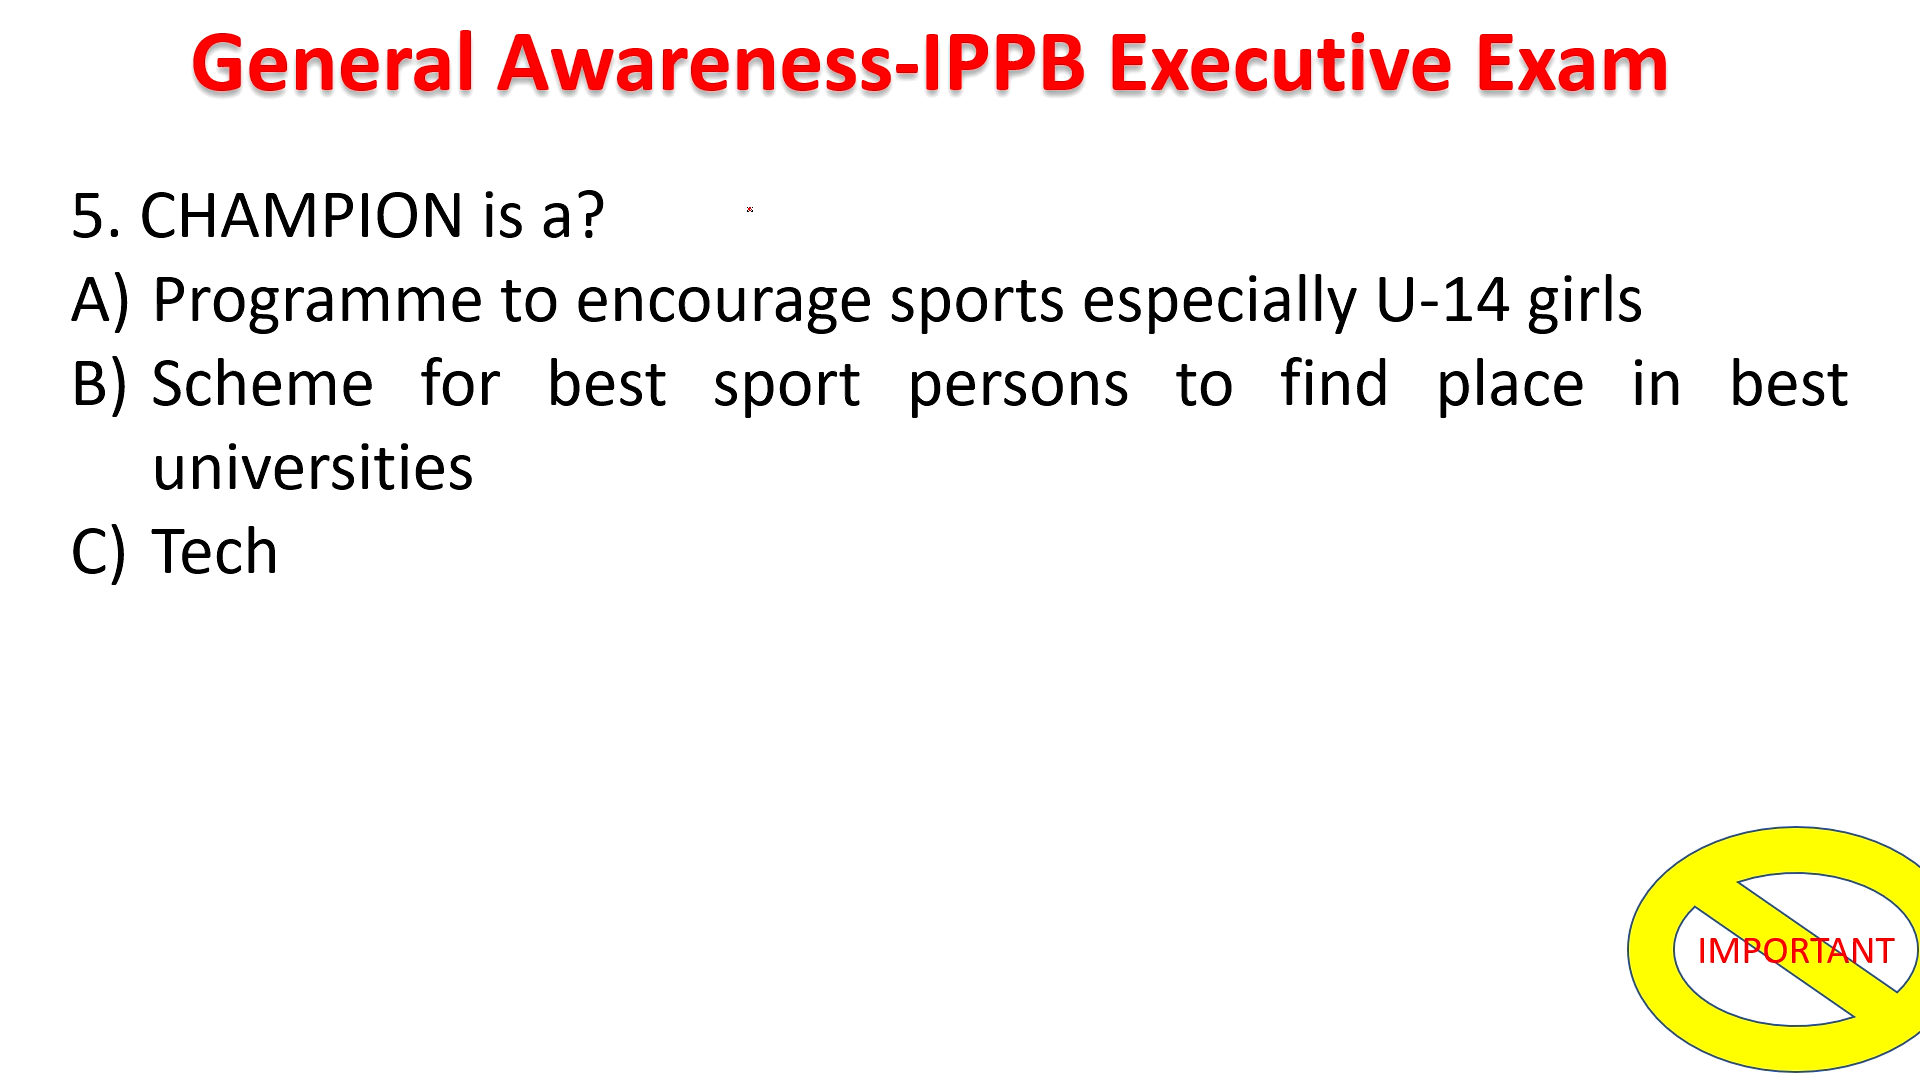 General Awareness-IPPB Executive Exam
5. CHAMPION is a?
A) Programme to encourage sports especially U-14 girls
B) Scheme for best sport persons to find place in best
universities
C) Tech
IMPORTANT